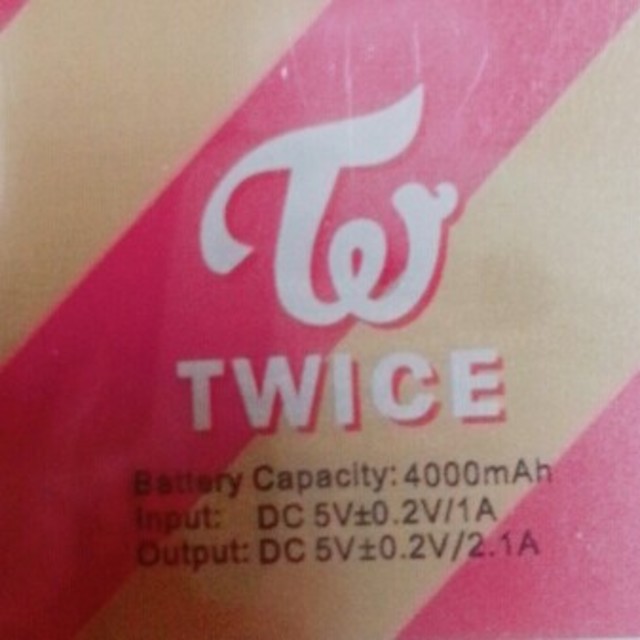 TWICE
Battery Capacity: 4000mAh
Input: DC 5V±0.2V/1A
Output: DC 5V±0.2V/2.1A